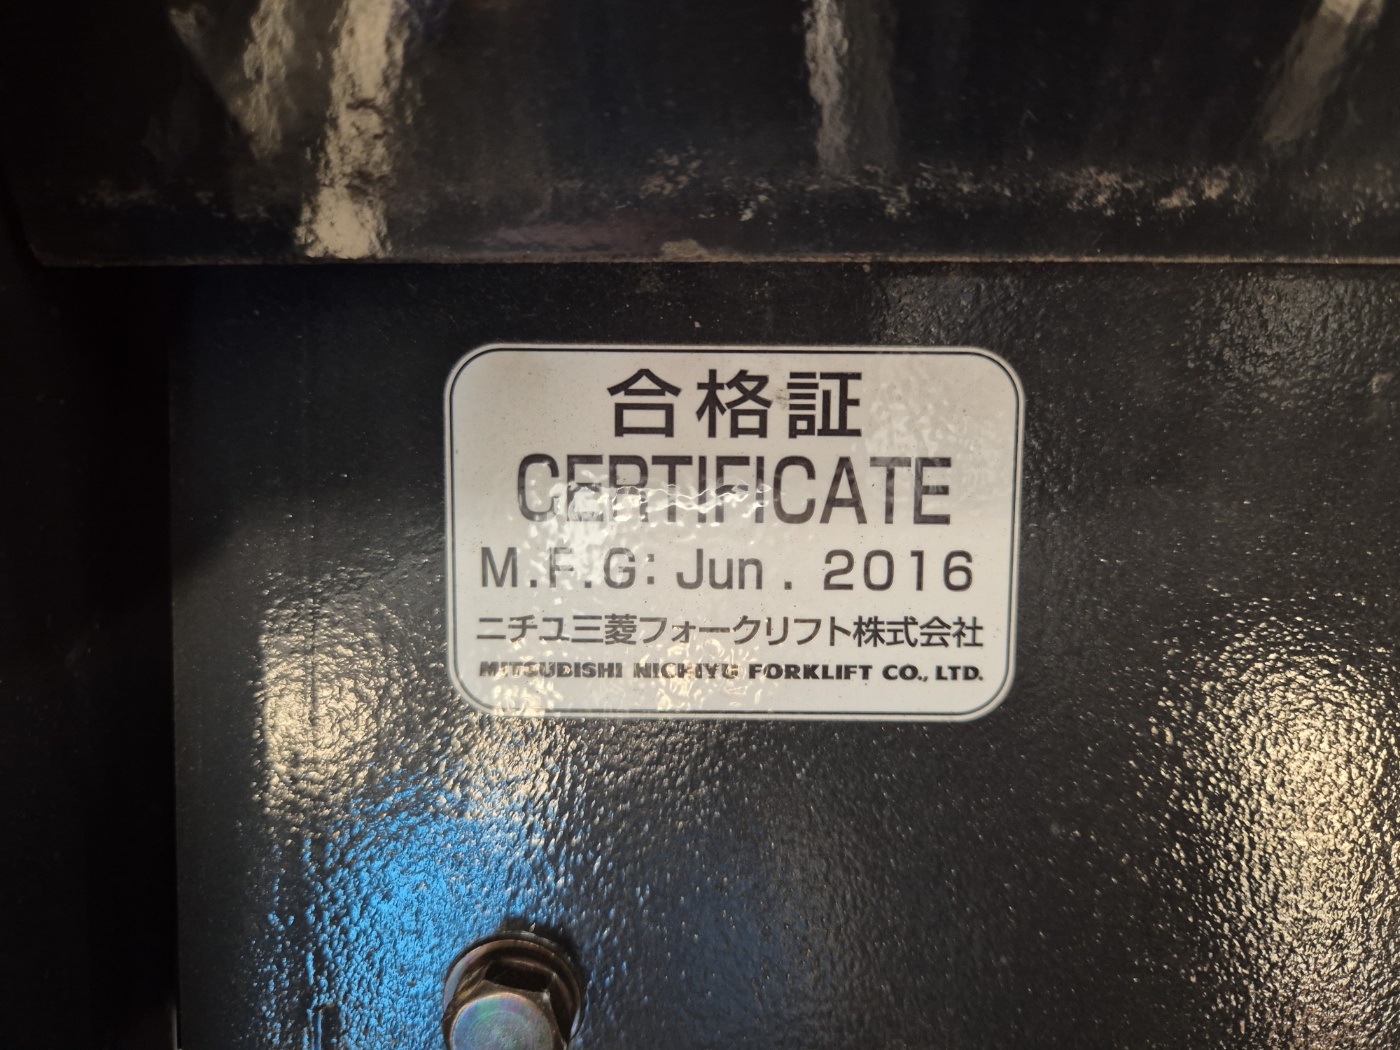 合格証
CERTIFICATE
M.F.G: Jun . 2016
ニチユ三菱フォークリフト株式会社
MITSUBISHI NICHIYU FORKLIFT CO., LTD.